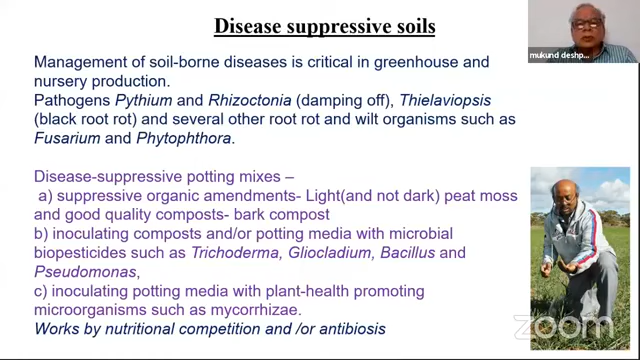 Disease suppressive soils
Management of soil-borne diseases is critical in greenhouse and
nursery production.
Pathogens Pythium and Rhizoctonia (damping off), Thielaviopsis
(black root rot) and several other root rot and wilt organisms such as
Fusarium and Phytophthora.
Disease-suppressive potting mixes –
a) suppressive organic amendments- Light(and not dark) peat moss
and good quality composts- bark compost
b) inoculating composts and/or potting media with microbial
biopesticides such as Trichoderma, Gliocladium, Bacillus and
Pseudomonas,
c) inoculating potting media with plant-health promoting
microorganisms such as mycorrhizae.
Works by nutritional competition and /or antibiosis
mukund deshp...
zoom